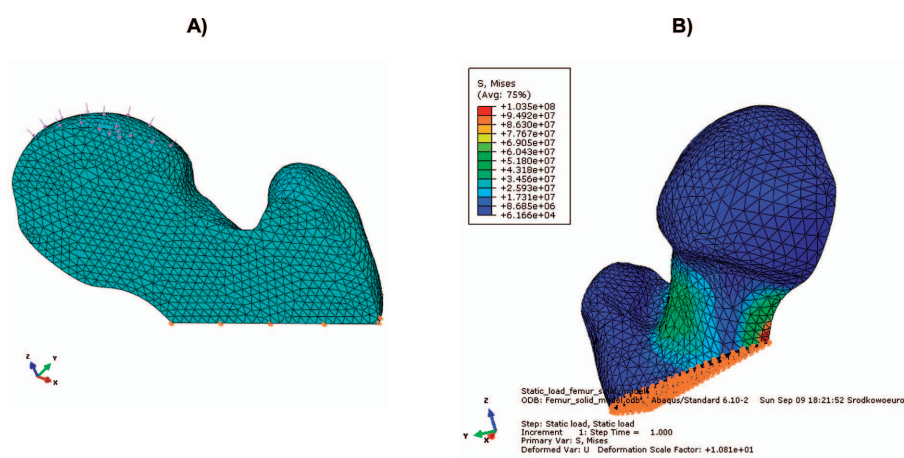 A)
B)
S, Mises
(Avg: 75%)
+1.035e+08
+9.492e+07
+8.630e+07
+7.767e+07
+6.905e+07
+6.043e+07
+5.180e+07
+4.318e+07
+3.456e+07
+2.593e+07
+1.731e+07
+8.685e+06
+6.166e+04
Z
Y
X
Z
Y
X
Static_load_femur
ODB: Femur_solid_model.odb Abaqus/Standard 6.10-2 Sun Sep 09 18:21:52 Srodkowoeuro
Step: Static load, Static load
Increment 1: Step Time = 1.000
Primary Var: S, Mises
Deformed Var: U Deformation Scale Factor: +1.081e+01